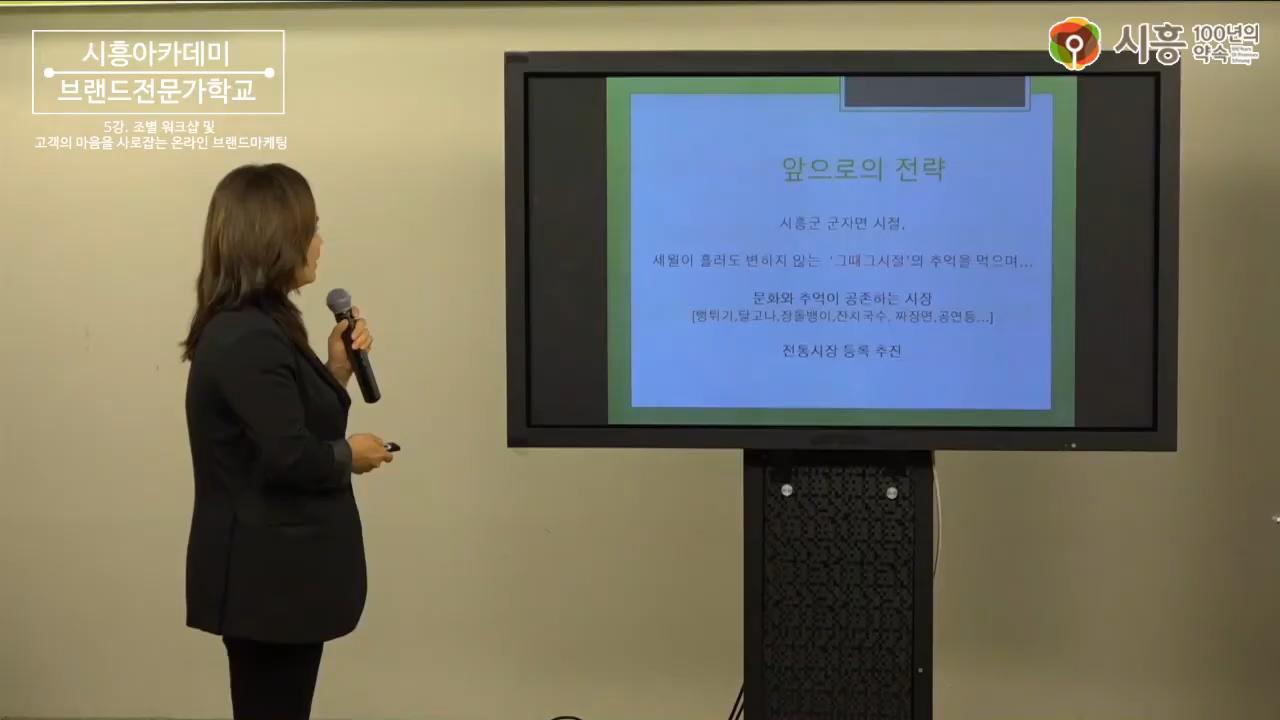 시흥아카데미
브랜드전문가학교
5강. 조별 워크샵 및
고객의 마음을 사로잡는 온라인 브랜드마케팅
시흥 100년의 약속
앞으로의 전략
시흥군 군자면 시절,
세월이 흘러도 변하지 않는 '그때그시절'의 추억을 먹으며...
문화와 추억이 공존하는 시장
[뻥튀기,달고나,장돌뱅이,잔치국수, 짜장면,공연등...]
전통시장 등록 추진